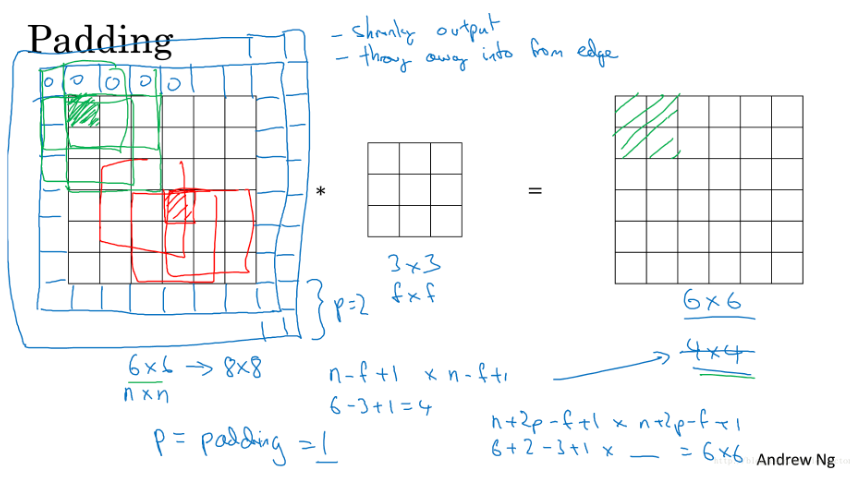 Padding
- shrinky output
- throw away info from edge
0 0 0 0 0
*
=
3×3
f×f
p=2
6×6
4×4
6×6 → 8×8
n×n
n-f+1 × n-f+1
6-3+1=4
p = padding = 1
n+2p-f+1 × n+2p-f+1
6+2-3+1 × __ = 6×6
Andrew Ng